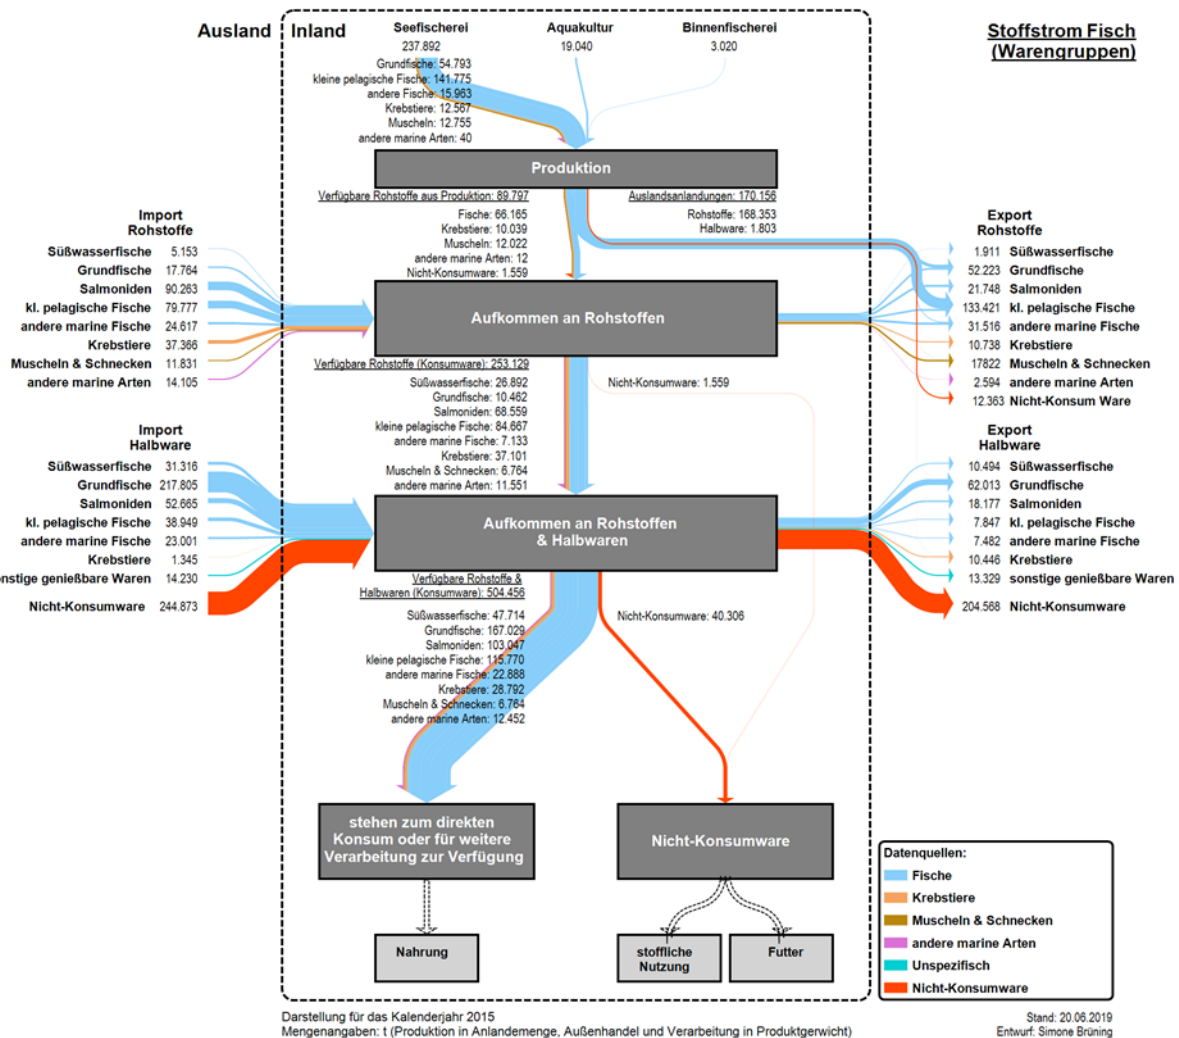 Ausland
Inland
Stoffstrom Fisch
(Warengruppen)
Seefischerei
237.892
Aquakultur
19.040
Binnenfischerei
3.020
Grundfische: 54.793
kleine pelagische Fische: 141.775
andere Fische: 15.963
Krebstiere: 12.567
Muscheln: 12.755
andere marine Arten: 40
Produktion
Verfügbare Rohstoffe aus Produktion: 89.797
Fische: 66.165
Krebstiere: 10.039
Muscheln: 12.022
andere marine Arten: 12
Nicht-Konsumware: 1.559
Auslandsanlandungen: 170.156
Rohstoffe: 168.353
Halbware: 1.803
Import
Rohstoffe
Süßwasserfische 5.153
Grundfische 17.764
Salmoniden 90.263
kl. pelagische Fische 79.777
andere marine Fische 24.617
Krebstiere 37.366
Muscheln & Schnecken 11.831
andere marine Arten 14.105
Aufkommen an Rohstoffen
Export
Rohstoffe
1.911 Süßwasserfische
52.223 Grundfische
21.748 Salmoniden
133.421 kl. pelagische Fische
31.516 andere marine Fische
10.738 Krebstiere
17822 Muscheln & Schnecken
2.594 andere marine Arten
12.363 Nicht-Konsum Ware
Verfügbare Rohstoffe (Konsumware): 253.129
Süßwasserfische: 26.892
Grundfische: 10.462
Salmoniden: 68.559
kleine pelagische Fische: 84.667
andere marine Fische: 7.133
Krebstiere: 37.101
Muscheln & Schnecken: 6.764
andere marine Arten: 11.551
Nicht-Konsumware: 1.559
Import
Halbware
Süßwasserfische 31.316
Grundfische 217.805
Salmoniden 52.665
kl. pelagische Fische 38.949
andere marine Fische 23.001
Krebstiere 1.345
onstige genießbare Waren 14.230
Nicht-Konsumware 244.873
Aufkommen an Rohstoffen
& Halbwaren
Export
Halbware
10.494 Süßwasserfische
62.013 Grundfische
18.177 Salmoniden
7.847 kl. pelagische Fische
7.482 andere marine Fische
10.446 Krebstiere
13.329 sonstige genießbare Waren
204.568 Nicht-Konsumware
Verfügbare Rohstoffe &
Halbwaren (Konsumware): 504.456
Süßwasserfische: 47.714
Grundfische: 167.029
Salmoniden: 103.047
kleine pelagische Fische: 115.770
andere marine Fische: 22.888
Krebstiere: 28.792
Muscheln & Schnecken: 6.764
andere marine Arten: 12.452
Nicht-Konsumware: 40.306
stehen zum direkten
Konsum oder für weitere
Verarbeitung zur Verfügung
Nicht-Konsumware
Nahrung
stoffliche
Nutzung
Futter
Datenquellen:
Fische
Krebstiere
Muscheln & Schnecken
andere marine Arten
Unspezifisch
Nicht-Konsumware
Darstellung für das Kalenderjahr 2015
Mengenangaben: t (Produktion in Anlandemenge, Außenhandel und Verarbeitung in Produktgerwicht)
Stand: 20.06.2019
Entwurf: Simone Brüning